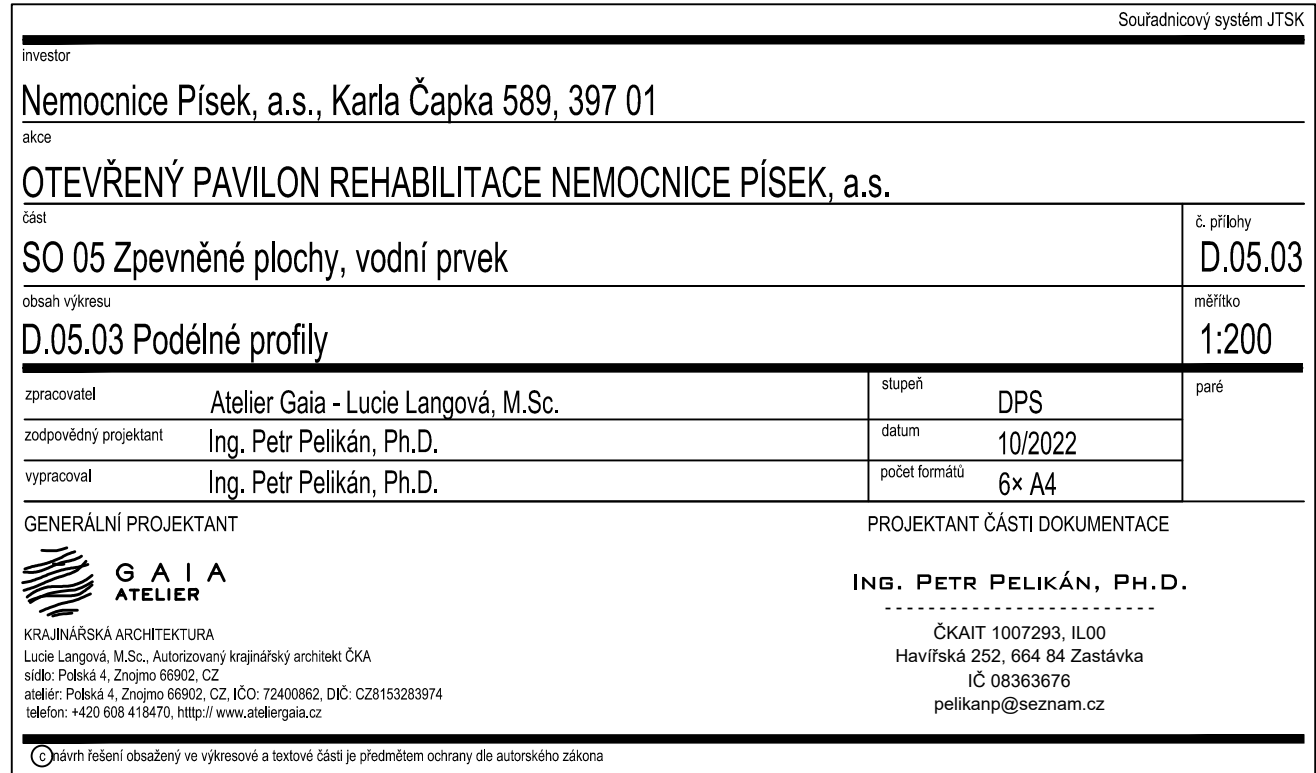 Souřadnicový systém JTSK
investor
Nemocnice Písek, a.s., Karla Čapka 589, 397 01
akce
OTEVŘENÝ PAVILON REHABILITACE NEMOCNICE PÍSEK, a.s.
část
SO 05 Zpevněné plochy, vodní prvek
č. přílohy
D.05.03
obsah výkresu
D.05.03 Podélné profily
měřítko
1:200
zpracovatel Atelier Gaia - Lucie Langová, M.Sc.
stupeň DPS
paré
zodpovědný projektant Ing. Petr Pelikán, Ph.D.
datum 10/2022
vypracoval Ing. Petr Pelikán, Ph.D.
počet formátů 6× A4
GENERÁLNÍ PROJEKTANT
GAIA
ATELIER
KRAJINÁŘSKÁ ARCHITEKTURA
Lucie Langová, M.Sc., Autorizovaný krajinářský architekt ČKA
sídlo: Polská 4, Znojmo 66902, CZ
ateliér: Polská 4, Znojmo 66902, CZ, IČO: 72400862, DIČ: CZ8153283974
telefon: +420 608 418470, htttp:// www.ateliergaia.cz
PROJEKTANT ČÁSTI DOKUMENTACE
ING. PETR PELIKÁN, PH.D.
ČKAIT 1007293, IL00
Havířská 252, 664 84 Zastávka
IČ 08363676
pelikanp@seznam.cz
© návrh řešení obsažený ve výkresové a textové části je předmětem ochrany dle autorského zákona